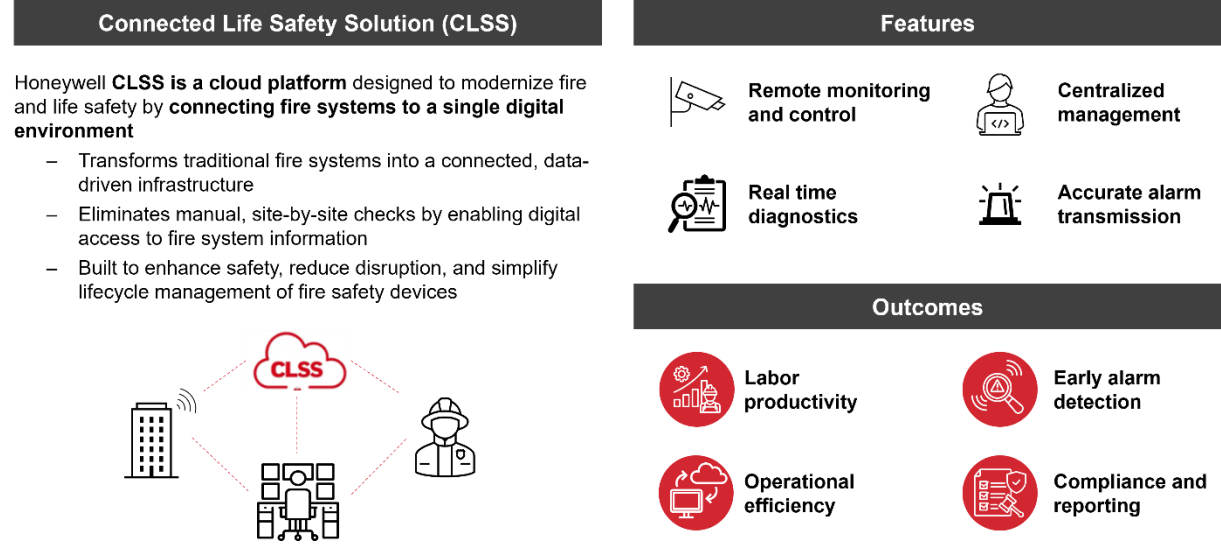 Connected Life Safety Solution (CLSS)
Honeywell CLSS is a cloud platform designed to modernize fire
and life safety by connecting fire systems to a single digital
environment
– Transforms traditional fire systems into a connected, data-
driven infrastructure
– Eliminates manual, site-by-site checks by enabling digital
access to fire system information
– Built to enhance safety, reduce disruption, and simplify
lifecycle management of fire safety devices
CLSS
Features
Remote monitoring
and control
Centralized
management
</>
Real time
diagnostics
Accurate alarm
transmission
Outcomes
Labor
productivity
Early alarm
detection
Operational
efficiency
Compliance and
reporting